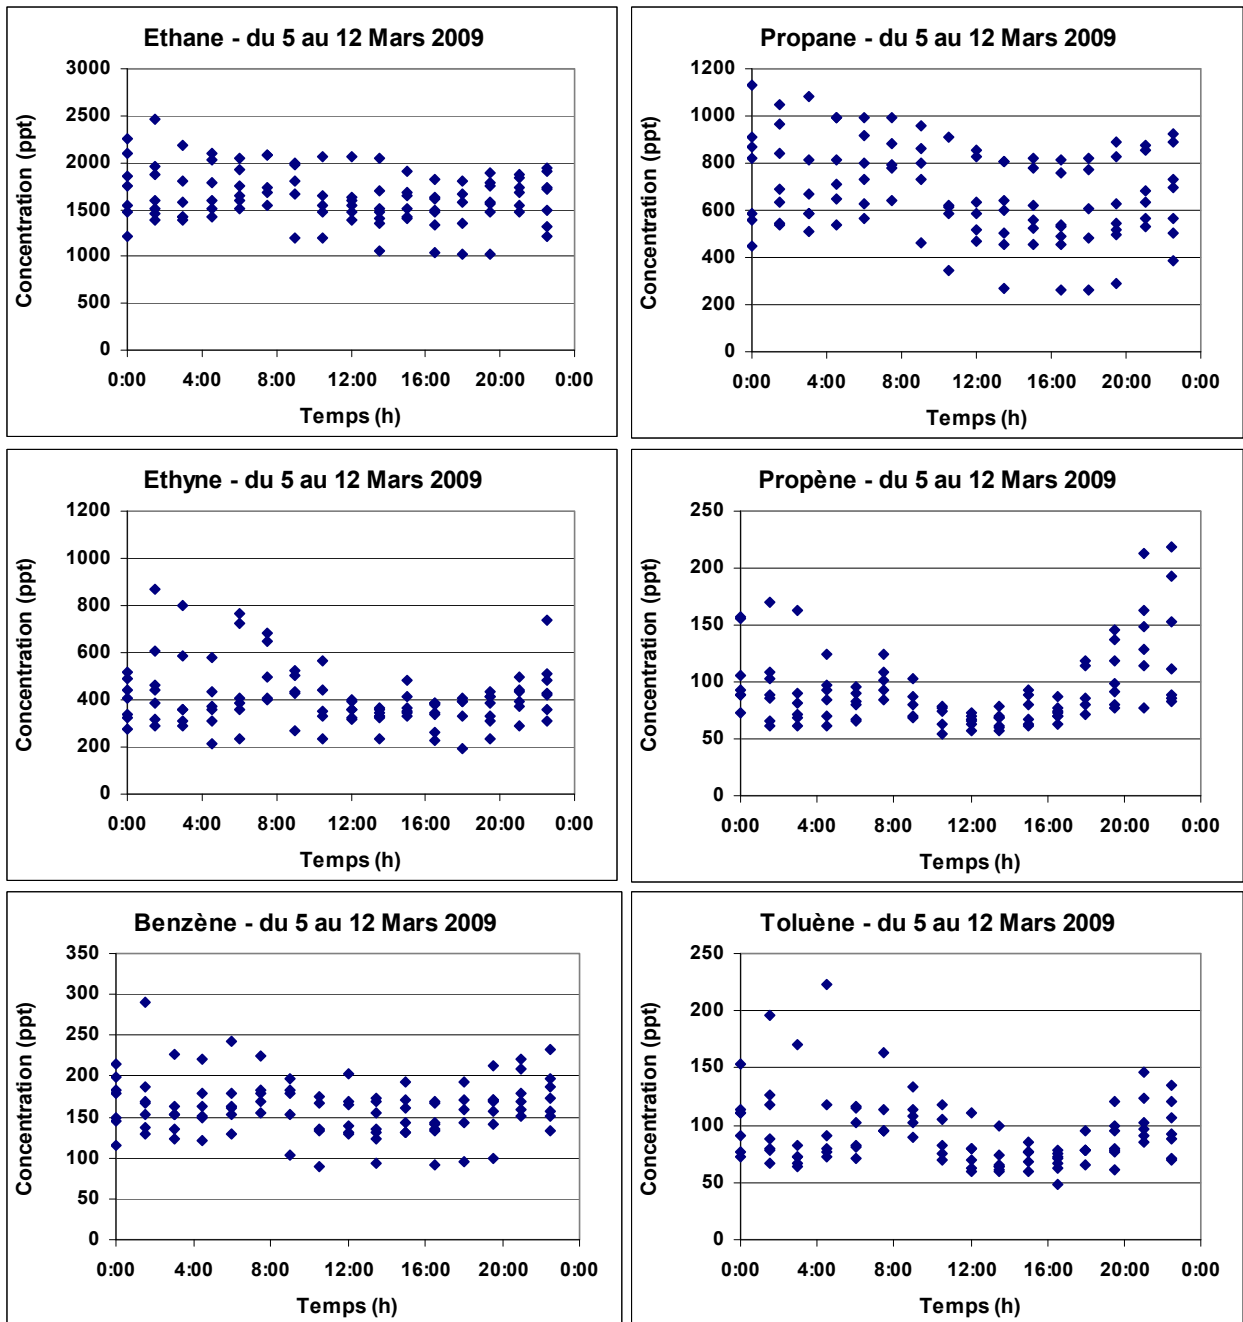 Ethane - du 5 au 12 Mars 2009
Concentration (ppt)
3000
2500
2000
1500
1000
500
0
0:00 4:00 8:00 12:00 16:00 20:00 0:00
Temps (h)
Propane - du 5 au 12 Mars 2009
Concentration (ppt)
1200
1000
800
600
400
200
0
0:00 4:00 8:00 12:00 16:00 20:00 0:00
Temps (h)
Ethyne - du 5 au 12 Mars 2009
Concentration (ppt)
1200
1000
800
600
400
200
0
0:00 4:00 8:00 12:00 16:00 20:00 0:00
Temps (h)
Propène - du 5 au 12 Mars 2009
Concentration (ppt)
250
200
150
100
50
0
0:00 4:00 8:00 12:00 16:00 20:00 0:00
Temps (h)
Benzène - du 5 au 12 Mars 2009
Concentration (ppt)
350
300
250
200
150
100
50
0
0:00 4:00 8:00 12:00 16:00 20:00 0:00
Temps (h)
Toluène - du 5 au 12 Mars 2009
Concentration (ppt)
250
200
150
100
50
0
0:00 4:00 8:00 12:00 16:00 20:00 0:00
Temps (h)